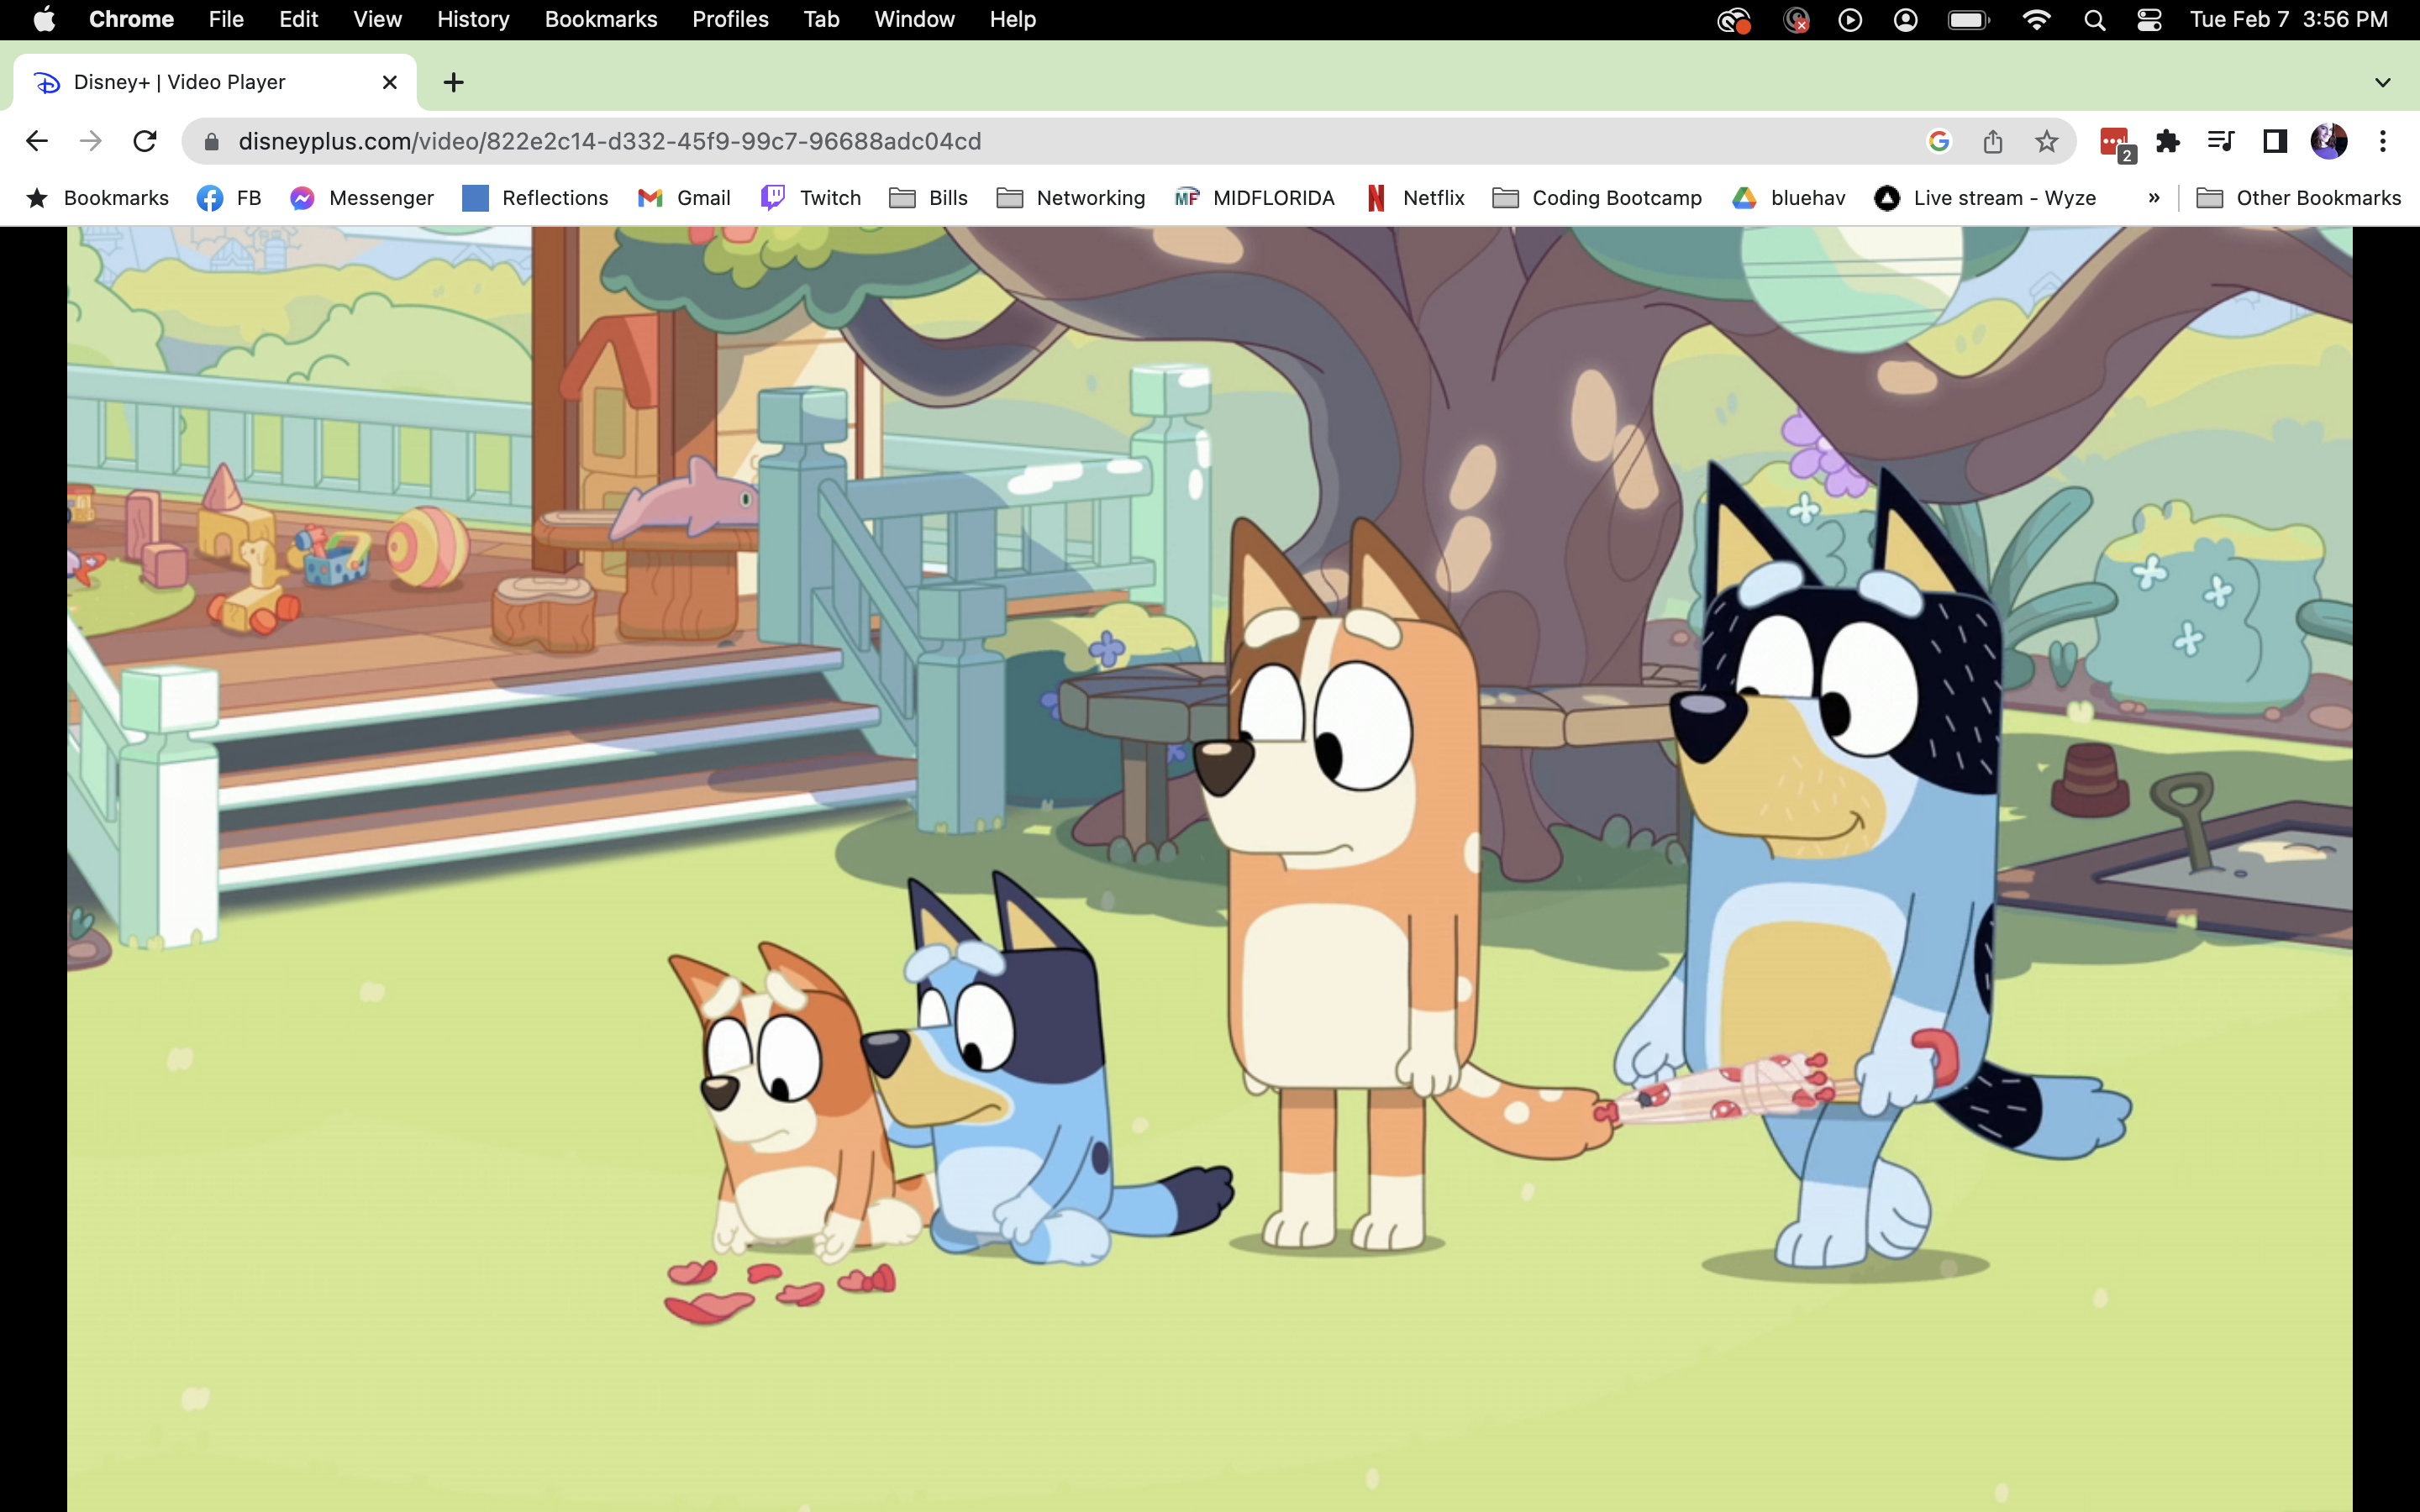 Chrome File Edit View History Bookmarks Profiles Tab Window Help Tue Feb 7 3:56 PM
Disney+ | Video Player
disneyplus.com/video/822e2c14-d332-45f9-99c7-96688adc04cd 2
Bookmarks FB Messenger Reflections Gmail Twitch Bills Networking MF MIDFLORIDA Netflix Coding Bootcamp bluehav Live stream - Wyze » Other Bookmarks